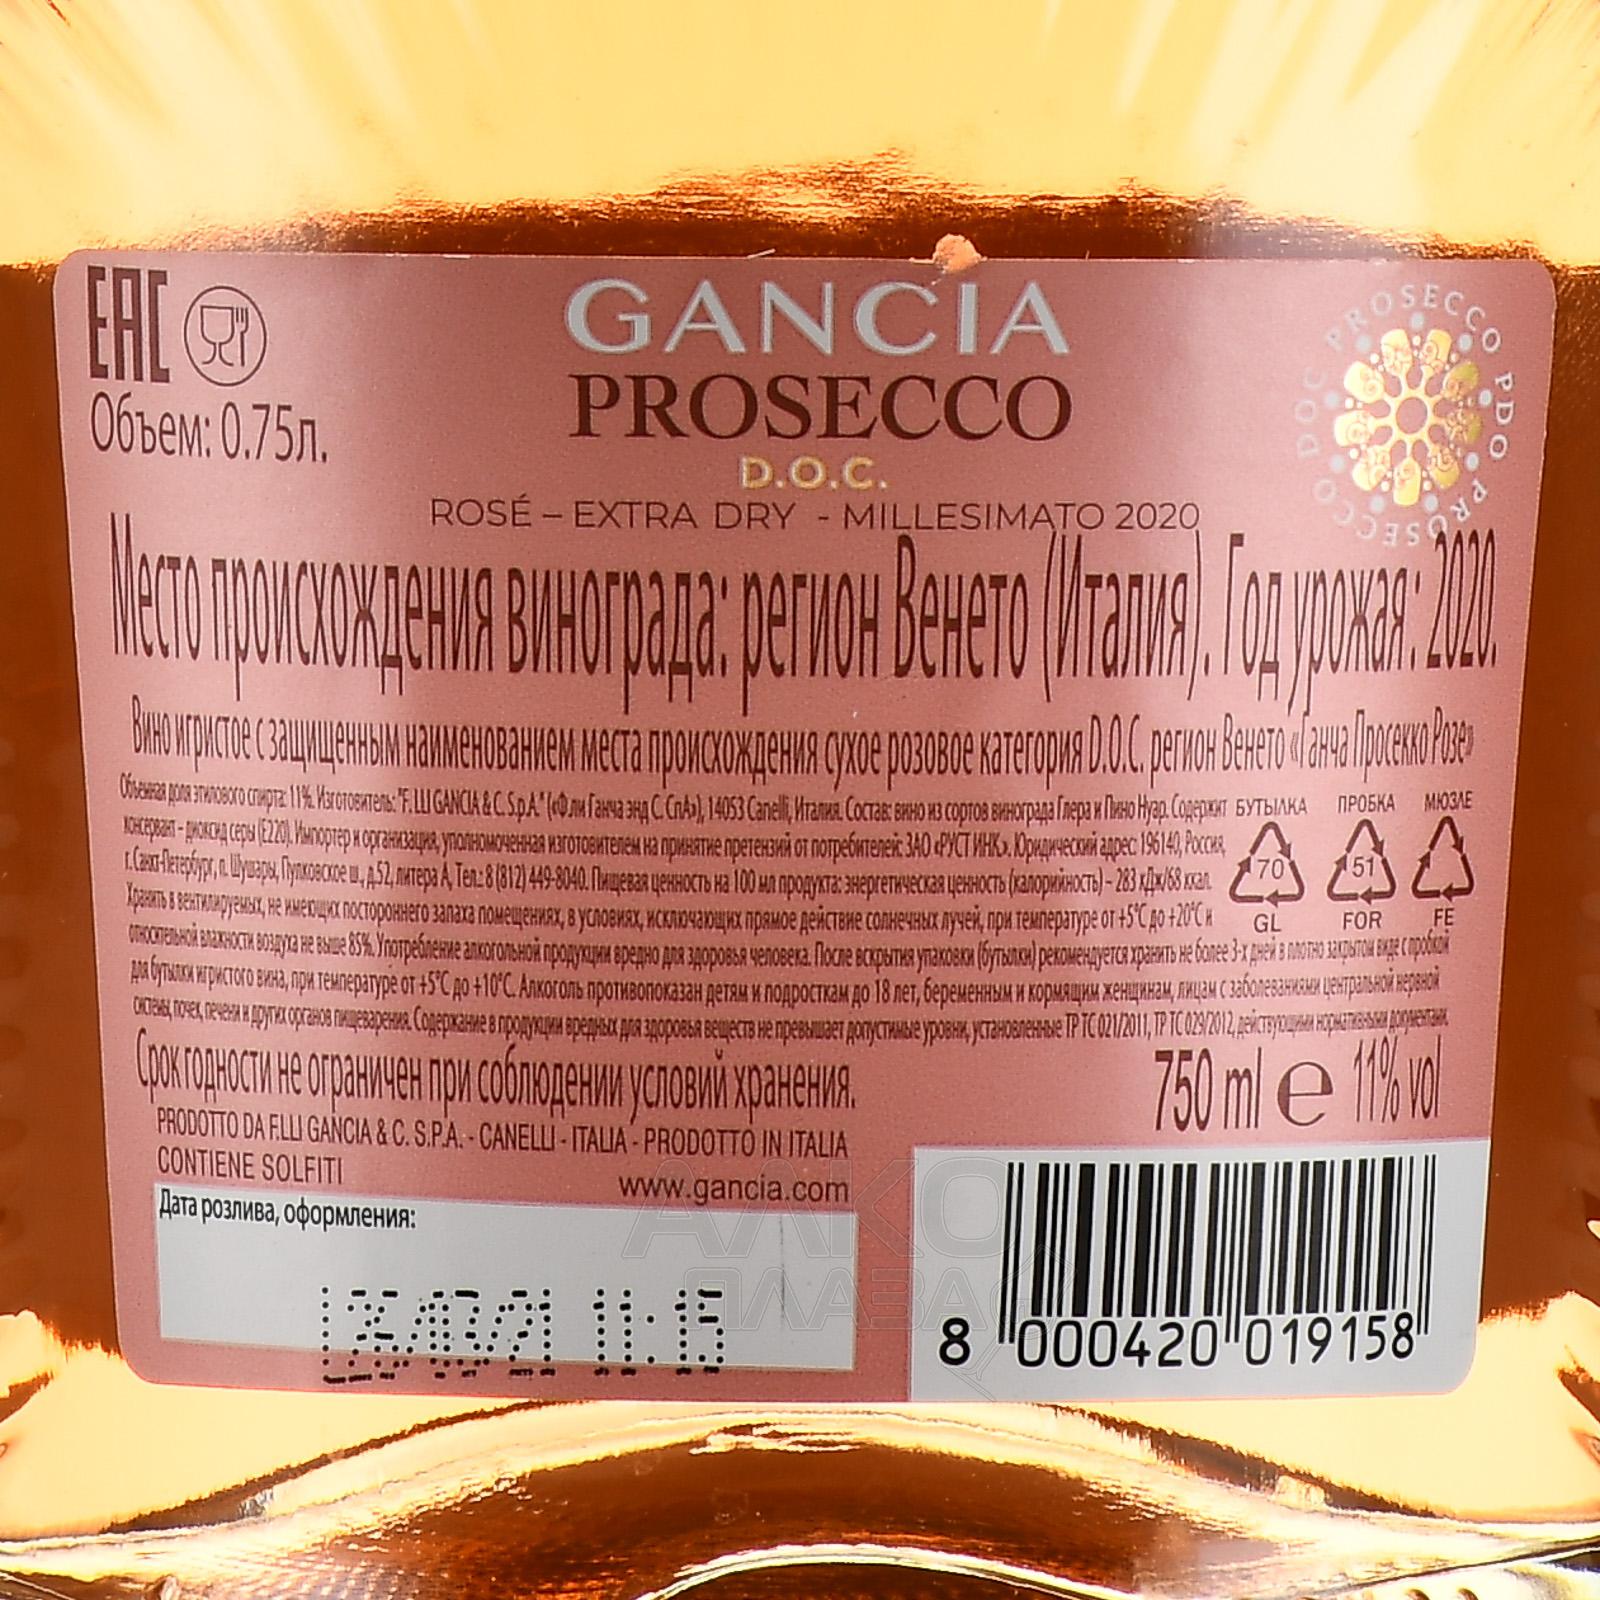 EAC
Объем: 0.75л.
GANCIA
PROSECCO
D.O.C.
ROSÉ – EXTRA DRY - MILLESIMATO 2020
PROSECCO PDO PROSECCO DOC
Место происхождения винограда: регион Венето (Италия). Год урожая: 2020.
Вино игристое с защищенным наименованием места происхождения сухое розовое категория D.O.C. регион Венето «Ганча Просекко Розе»
Объемная доля этилового спирта: 11%. Изготовитель: "F. LLI GANCIA & C. S.p.A." («Ф.ли Ганча энд С. СпА»), 14053 Canelli, Италия. Состав: вино из сортов винограда Глера и Пино Нуар. Содержит
консервант – диоксид серы (Е220). Импортер и организация, уполномоченная изготовителем на принятие претензий от потребителей: ЗАО «РУСТ ИНК». Юридический адрес: 196140, Россия,
г. Санкт-Петербург, п. Шушары, Пулковское ш., д.52, литера А, Тел.: 8 (812) 449-8040. Пищевая ценность на 100 мл продукта: энергетическая ценность (калорийность) – 283 кДж/68 ккал.
Хранить в вентилируемых, не имеющих постороннего запаха помещениях, в условиях, исключающих прямое действие солнечных лучей, при температуре от +5°С до +20°С и
относительной влажности воздуха не выше 85%. Употребление алкогольной продукции вредно для здоровья человека. После вскрытия упаковки (бутылки) рекомендуется хранить не более 3-х дней в плотно закрытом виде с пробкой
для бутылки игристого вина, при температуре от +5°С до +10°С. Алкоголь противопоказан детям и подросткам до 18 лет, беременным и кормящим женщинам, лицам с заболеваниями центральной нервной
системы, почек, печени и других органов пищеварения. Содержание в продукции вредных для здоровья веществ не превышает допустимые уровни, установленные ТР ТС 021/2011, ТР ТС 029/2012, действующими нормативными документами.
БУТЫЛКА ПРОБКА МЮЗЛЕ
70 51
GL FOR FE
Срок годности не ограничен при соблюдении условий хранения.
750 ml e 11% vol
PRODOTTO DA F.LLI GANCIA & C. S.P.A. - CANELLI - ITALIA - PRODOTTO IN ITALIA
CONTIENE SOLFITI
www.gancia.com
Дата розлива, оформления:
11:15
8 000420 019158
АЛКО
ПЛАЗА